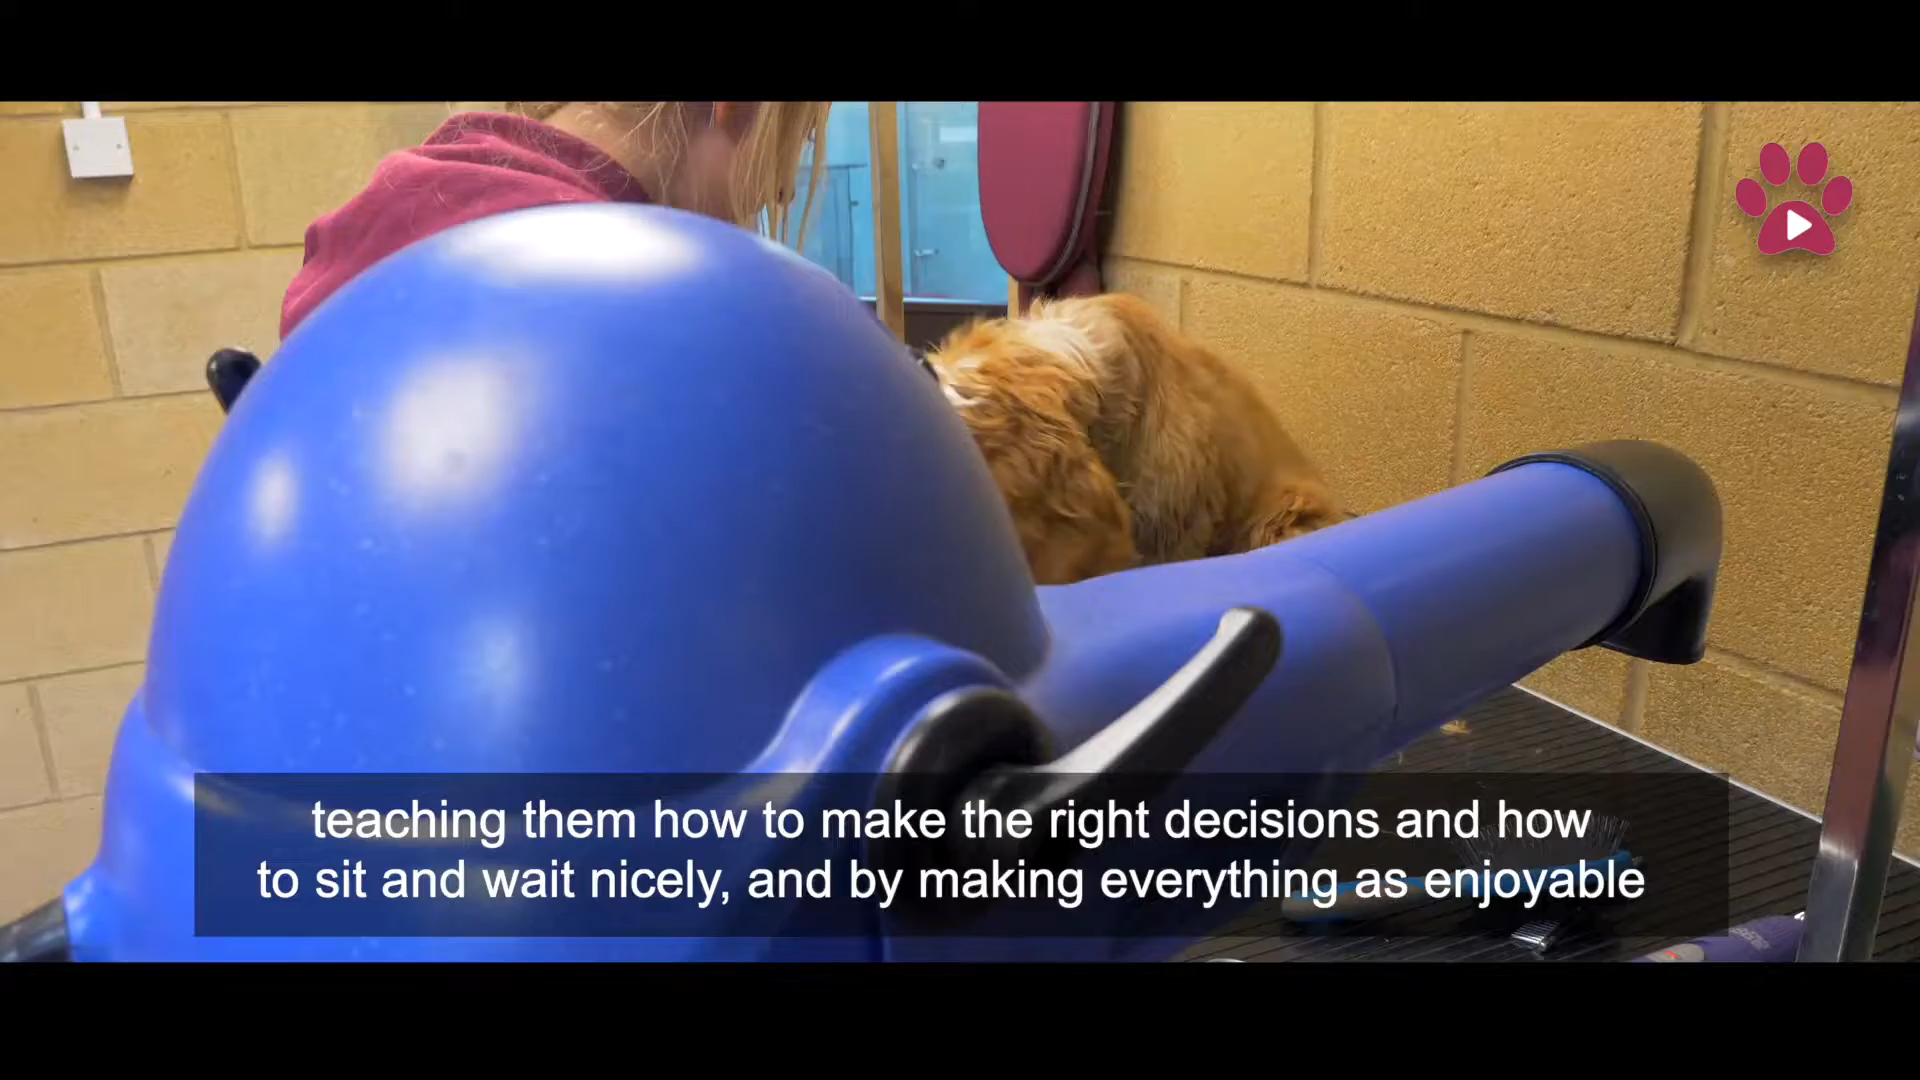 teaching them how to make the right decisions and how
to sit and wait nicely, and by making everything as enjoyable